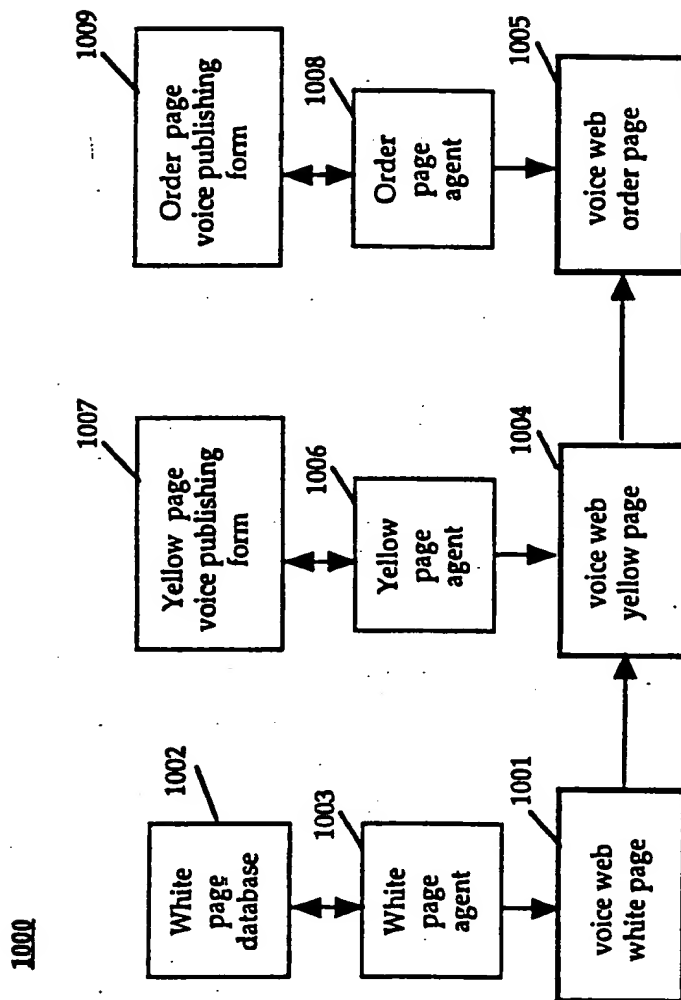 1000
1002
White
page
database
1003
White
page
agent
1001
voice web
white page
1007
Yellow page
voice publishing
form
1006
Yellow
page
agent
1004
voice web
yellow page
1009
Order page
voice publishing
form
1008
Order
page
agent
1005
voice web
order page